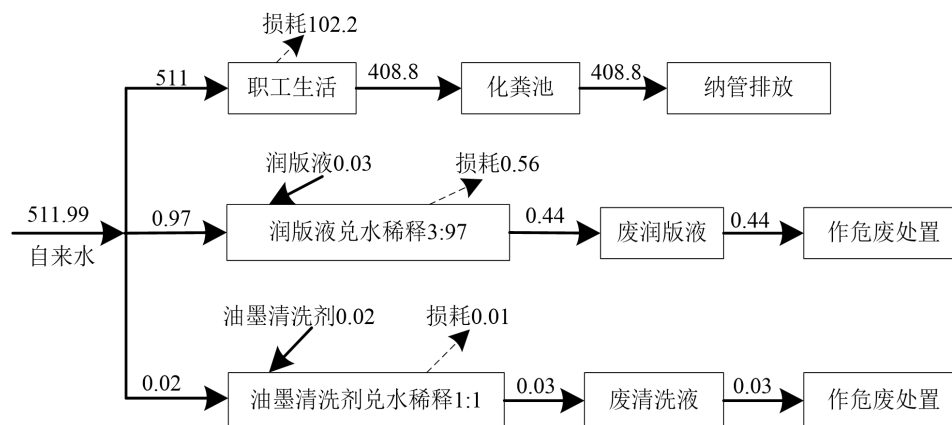 损耗102.2
511
职工生活
408.8
化粪池
408.8
纳管排放
润版液0.03
损耗0.56
511.99
自来水
0.97
润版液兑水稀释3:97
0.44
废润版液
0.44
作危废处置
油墨清洗剂0.02
损耗0.01
0.02
油墨清洗剂兑水稀释1:1
0.03
废清洗液
0.03
作危废处置